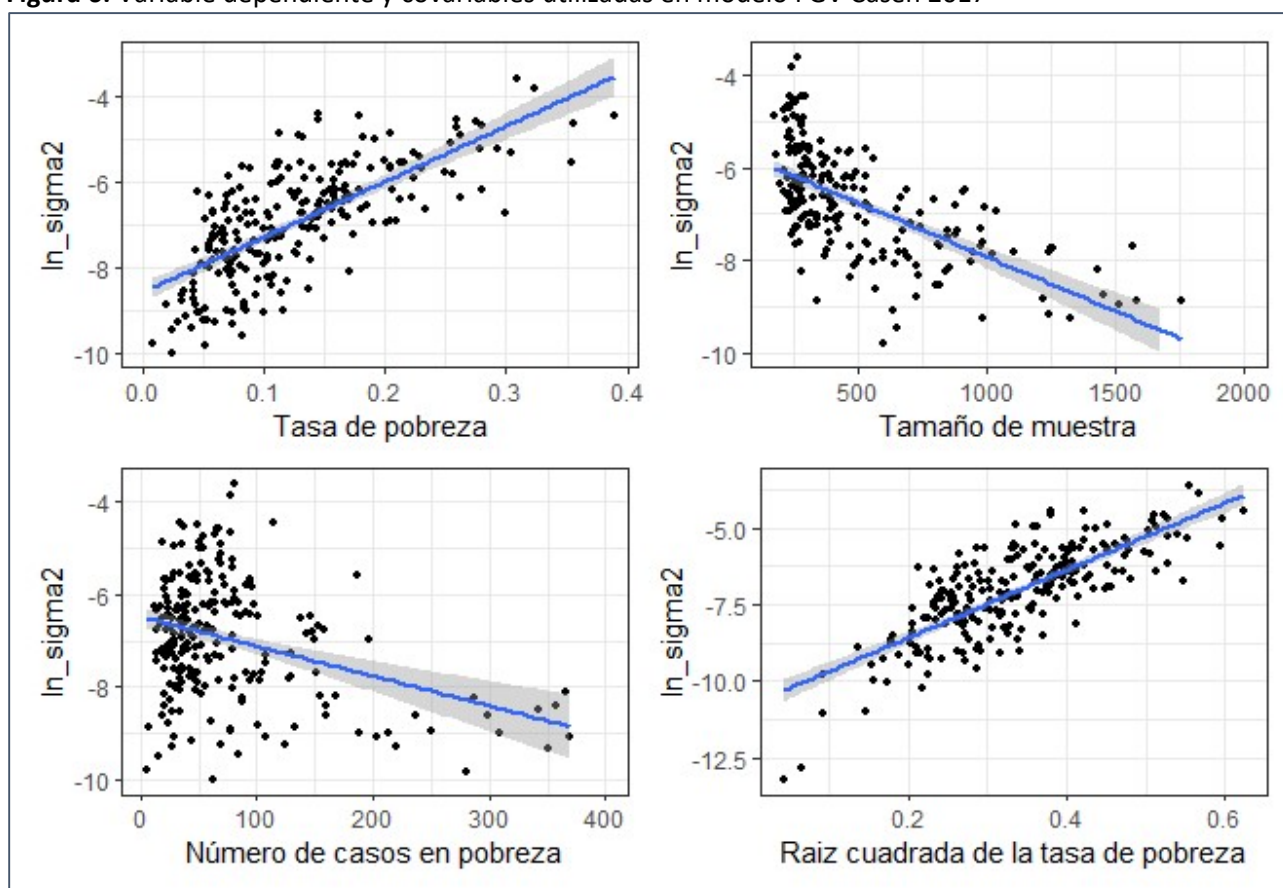 Figura 6: Variable dependiente y covariables utilizadas en modelo FGV Casen 2017
ln_sigma2
-4
-6
-8
-10
0.0 0.1 0.2 0.3 0.4
Tasa de pobreza
ln_sigma2
-4
-6
-8
-10
500 1000 1500 2000
Tamaño de muestra
ln_sigma2
-4
-6
-8
-10
0 100 200 300 400
Número de casos en pobreza
ln_sigma2
-5.0
-7.5
-10.0
-12.5
0.2 0.4 0.6
Raiz cuadrada de la tasa de pobreza